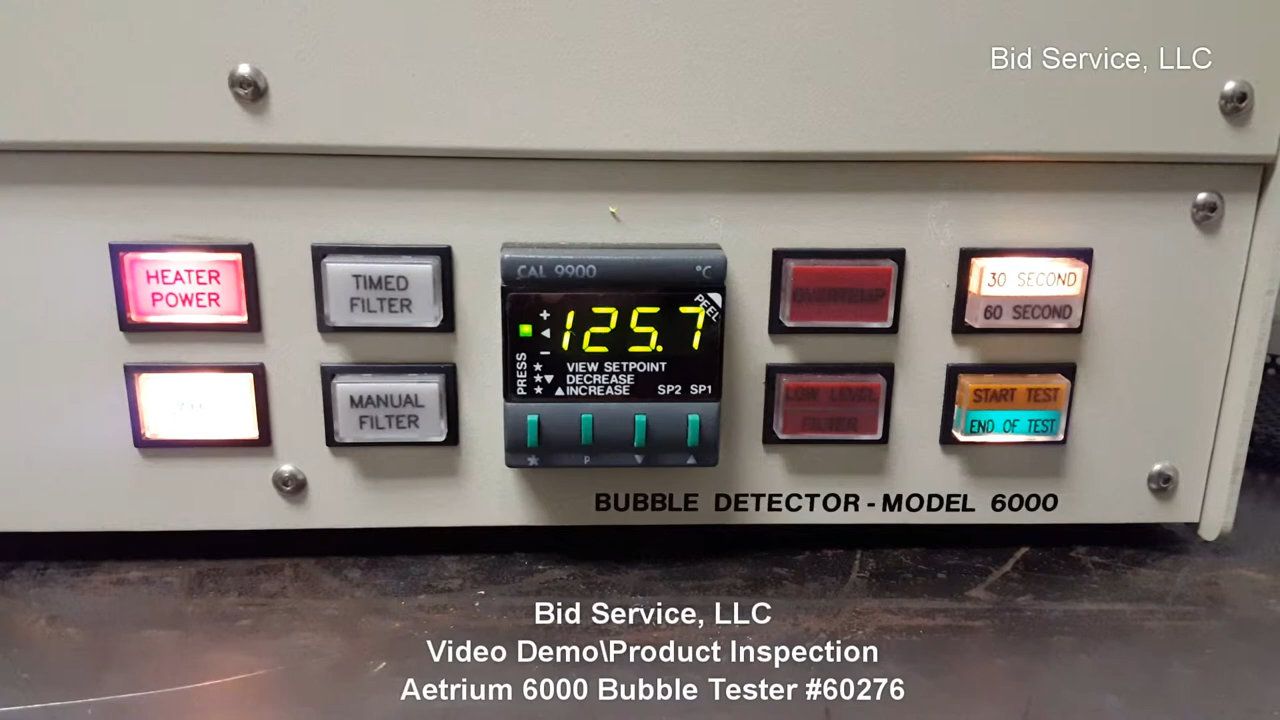 Bid Service, LLC
HEATER
POWER
TIMED
FILTER
MANUAL
FILTER
CAL 9900
°C
PEEL
125.7
PRESS
VIEW SETPOINT
DECREASE
INCREASE
SP2 SP1
P
OVERTEMP
LOW LEVEL
FILTER
30 SECOND
60 SECOND
START TEST
END OF TEST
BUBBLE DETECTOR - MODEL 6000
Bid Service, LLC
Video Demo\Product Inspection
Aetrium 6000 Bubble Tester #60276